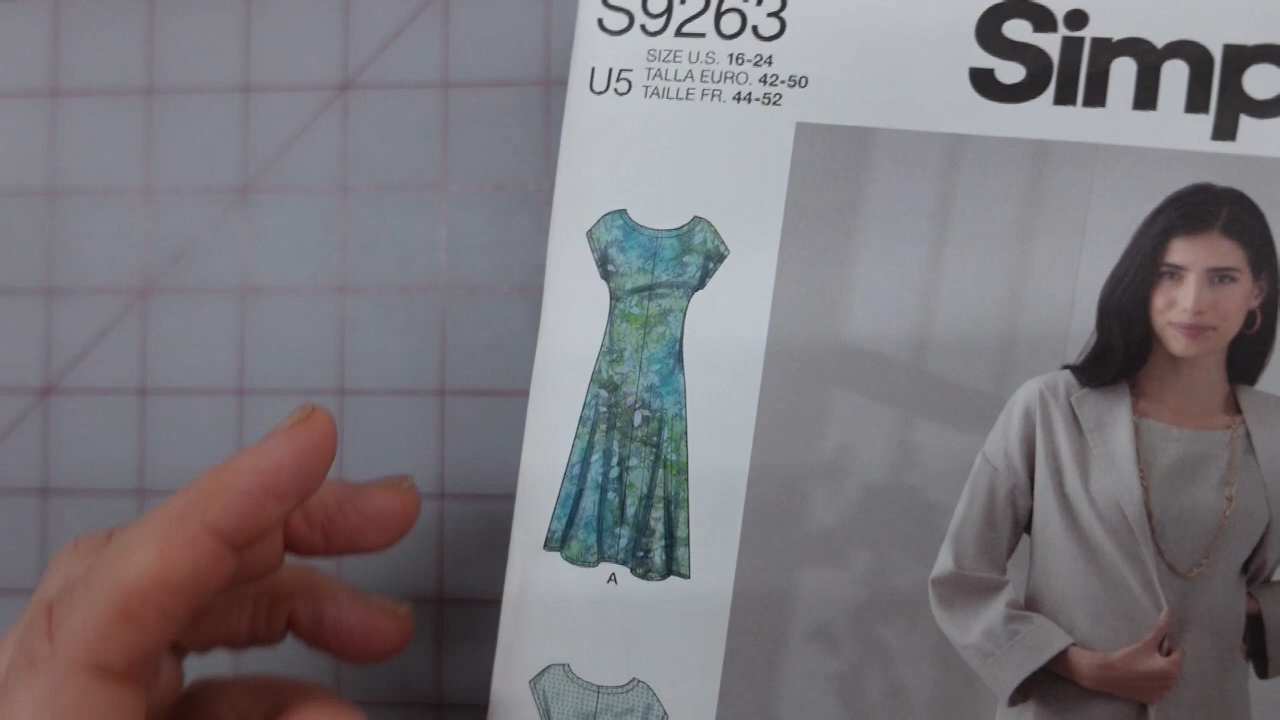 S9263
SIZE U.S. 16-24
U5
TALLA EURO. 42-50
TAILLE FR. 44-52
Simp
A